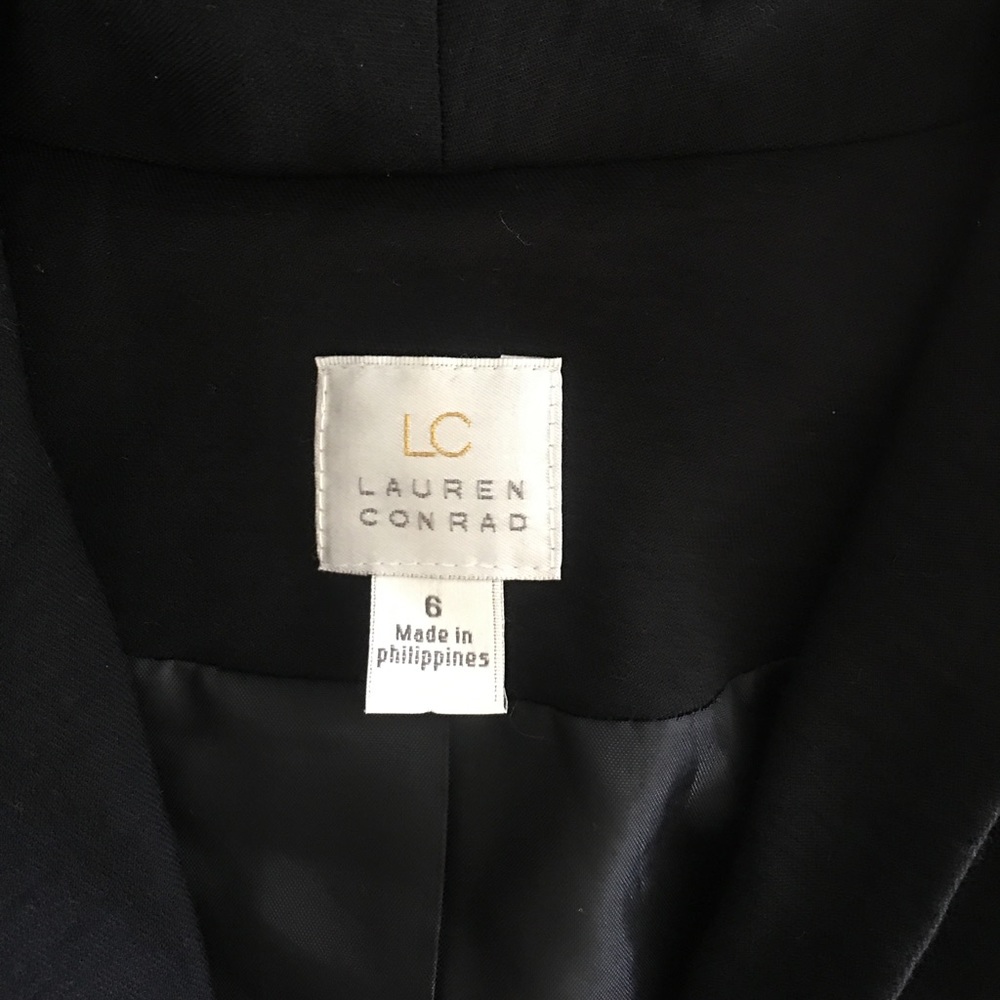 LC
LAUREN
CONRAD
6
Made in
philippines